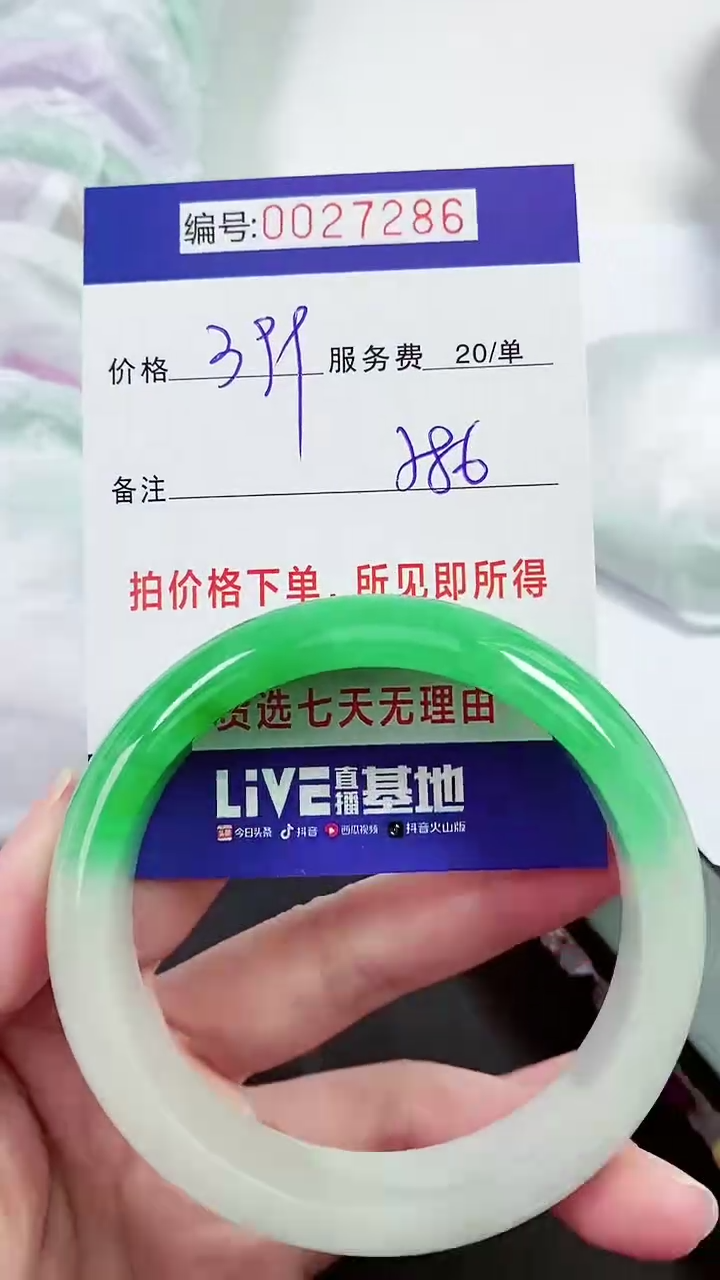 编号:0027286
价格 399 服务费 20/单
备注 286
拍价格下单，所见即所得
货选七天无理由
LiVE直播基地
今日头条 抖音 西瓜视频 抖音火山版